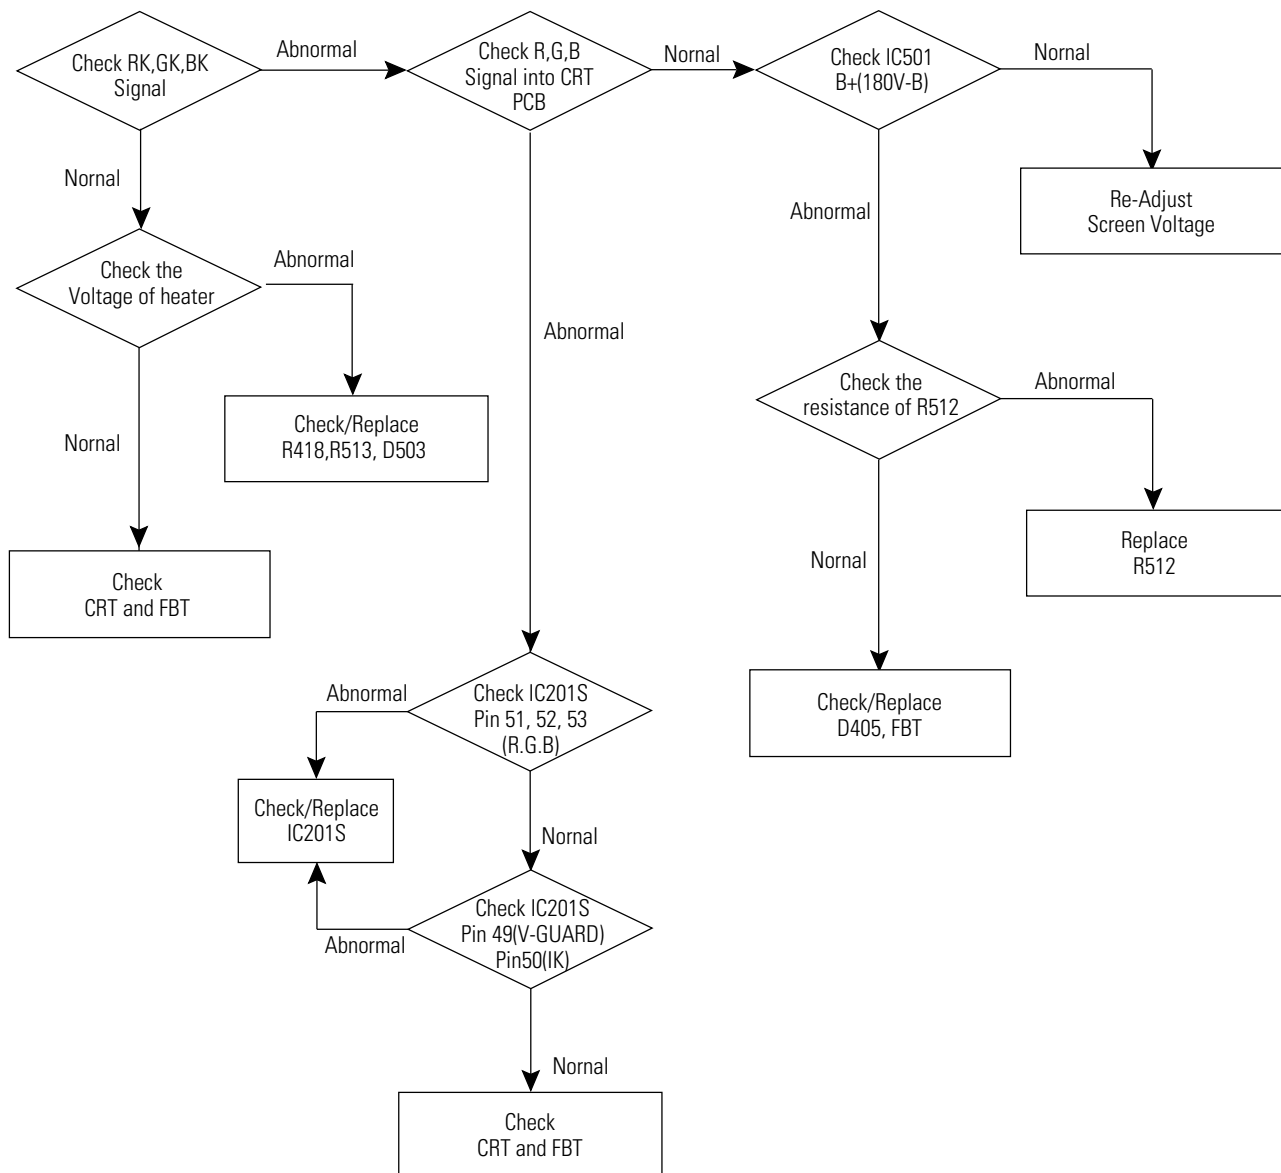 Check RK,GK,BK
Signal
Abnormal
Check R,G,B
Signal into CRT
PCB
Nornal
Check IC501
B+(180V-B)
Nornal
Re-Adjust
Screen Voltage
Nornal
Abnormal
Check the
Voltage of heater
Abnormal
Abnormal
Check/Replace
R418,R513, D503
Nornal
Check the
resistance of R512
Abnormal
Replace
R512
Nornal
Check
CRT and FBT
Check/Replace
D405, FBT
Check IC201S
Pin 51, 52, 53
(R.G.B)
Abnormal
Check/Replace
IC201S
Nornal
Check IC201S
Pin 49(V-GUARD)
Pin50(IK)
Abnormal
Nornal
Check
CRT and FBT